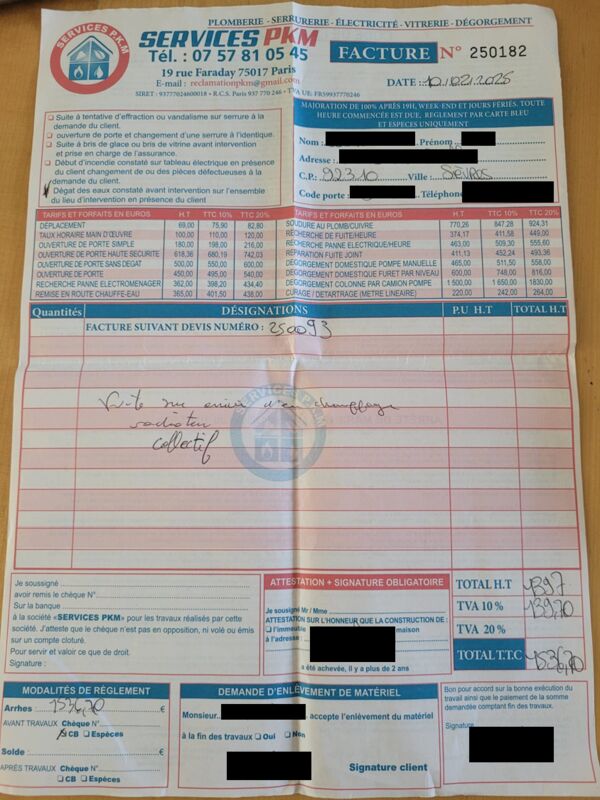 PLOMBERIE - SERRURERIE - ÉLECTRICITÉ - VITRERIE - DÉGORGEMENT
SERVICES P.K.M
SERVICES PKM
Tél. : 07 57 81 05 45
19 rue Faraday 75017 Paris
E-mail : reclamationpkm@gmail.com
SIRET : 93777024600018 • R.C.S. Paris 937 770 246 • TVA UE: FR59937770246
FACTURE N° 250182
DATE : 10/02/2025
MAJORATION DE 100% APRÈS 19H, WEEK-END ET JOURS FÉRIÉS. TOUTE
HEURE COMMENCÉE EST DUE, REGLEMENT PAR CARTE BLEU
ET ESPECES UNIQUEMENT
Nom : Prénom :
Adresse :
C.P. : 92310 Ville : Sèvres
Code porte : Téléphone
Suite à tentative d'effraction ou vandalisme sur serrure à la
demande du client.
ouverture de porte et changement d'une serrure à l'identique.
Suite à bris de glace ou bris de vitrine avant intervention
et prise en charge de l'assurance.
Début d'incendie constaté sur tableau électrique en présence
du client changement de ou des pièces défectueuses à la
demande du client.
Dégat des eaux constaté avant intervention sur l'ensemble
du lieu d'intervention en présence du client
TARIFS ET FORFAITS EN EUROS H.T TTC 10% TTC 20%
DÉPLACEMENT 69,00 75,90 82,80
TAUX HORAIRE MAIN D'ŒUVRE 100,00 110,00 120,00
OUVERTURE DE PORTE SIMPLE 180,00 198,00 216,00
OUVERTURE DE PORTE HAUTE SECURITE 618,36 680,19 742,03
OUVERTURE DE PORTE SANS DEGAT 500,00 550,00 600,00
OUVERTURE DE PORTE 450,00 495,00 540,00
RECHERCHE PANNE ELECTROMENAGER 362,00 398,20 434,40
REMISE EN ROUTE CHAUFFE-EAU 365,00 401,50 438,00
TARIFS ET FORFAITS EN EUROS H.T TTC 10% TTC 20%
SOUDURE AU PLOMB/CUIVRE 770,26 847,28 924,31
RECHERCHE DE FUITE/HEURE 374,17 411,58 449,00
RECHERCHE PANNE ELECTRIQUE/HEURE 463,00 509,30 555,60
REPARATION FUITE JOINT 411,13 452,24 493,36
DEGORGEMENT DOMESTIQUE POMPE MANUELLE 465,00 511,50 558,00
DEGORGEMENT DOMESTIQUE FURET PAR NIVEAU 600,00 748,00 816,00
DEGORGEMENT COLONNE PAR CAMION POMPE 1 500,00 1 650,00 1830,00
CURAGE / DETARTRAGE (METRE LINEAIRE) 220,00 242,00 264,00
Quantités DÉSIGNATIONS P.U H.T TOTAL H.T
FACTURE SUIVANT DEVIS NUMÉRO : 250093
fuite sur arrivé d'eau chauffage
radiateur
collectif
SERVICES P.K.M
Je soussigné
avoir remis le chèque N°
Sur la banque
à la société «SERVICES PKM» pour les travaux réalisés par cette
société. J'atteste que le chèque n'est pas en opposition, ni volé ou émis
sur un compte cloturé.
Pour servir et valoir ce que de droit.
Signature :
ATTESTATION + SIGNATURE OBLIGATOIRE
Je soussigné Mr / Mme
ATTESTATION SUR L'HONNEUR QUE LA CONSTRUCTION DE :
l'immeuble maison
à l'adresse
a été achevée, il y a plus de 2 ans
TOTAL H.T 1397
TVA 10% 139,70
TVA 20%
TOTAL T.T.C 1536,70
MODALITÉS DE RÉGLEMENT
Arrhes : 1536,70 €
AVANT TRAVAUX Chèque N°
CB Espèces
Solde : €
APRÈS TRAVAUX Chèque N°
CB Espèces
DEMANDE D'ENLÈVEMENT DE MATÉRIEL
Monsieur accepte l'enlèvement du matériel
à la fin des travaux Oui Non
Signature client
Bon pour accord sur la bonne exécution du
travail ainsi que le paiement de la somme
demandée comptant fin des travaux.
Signature